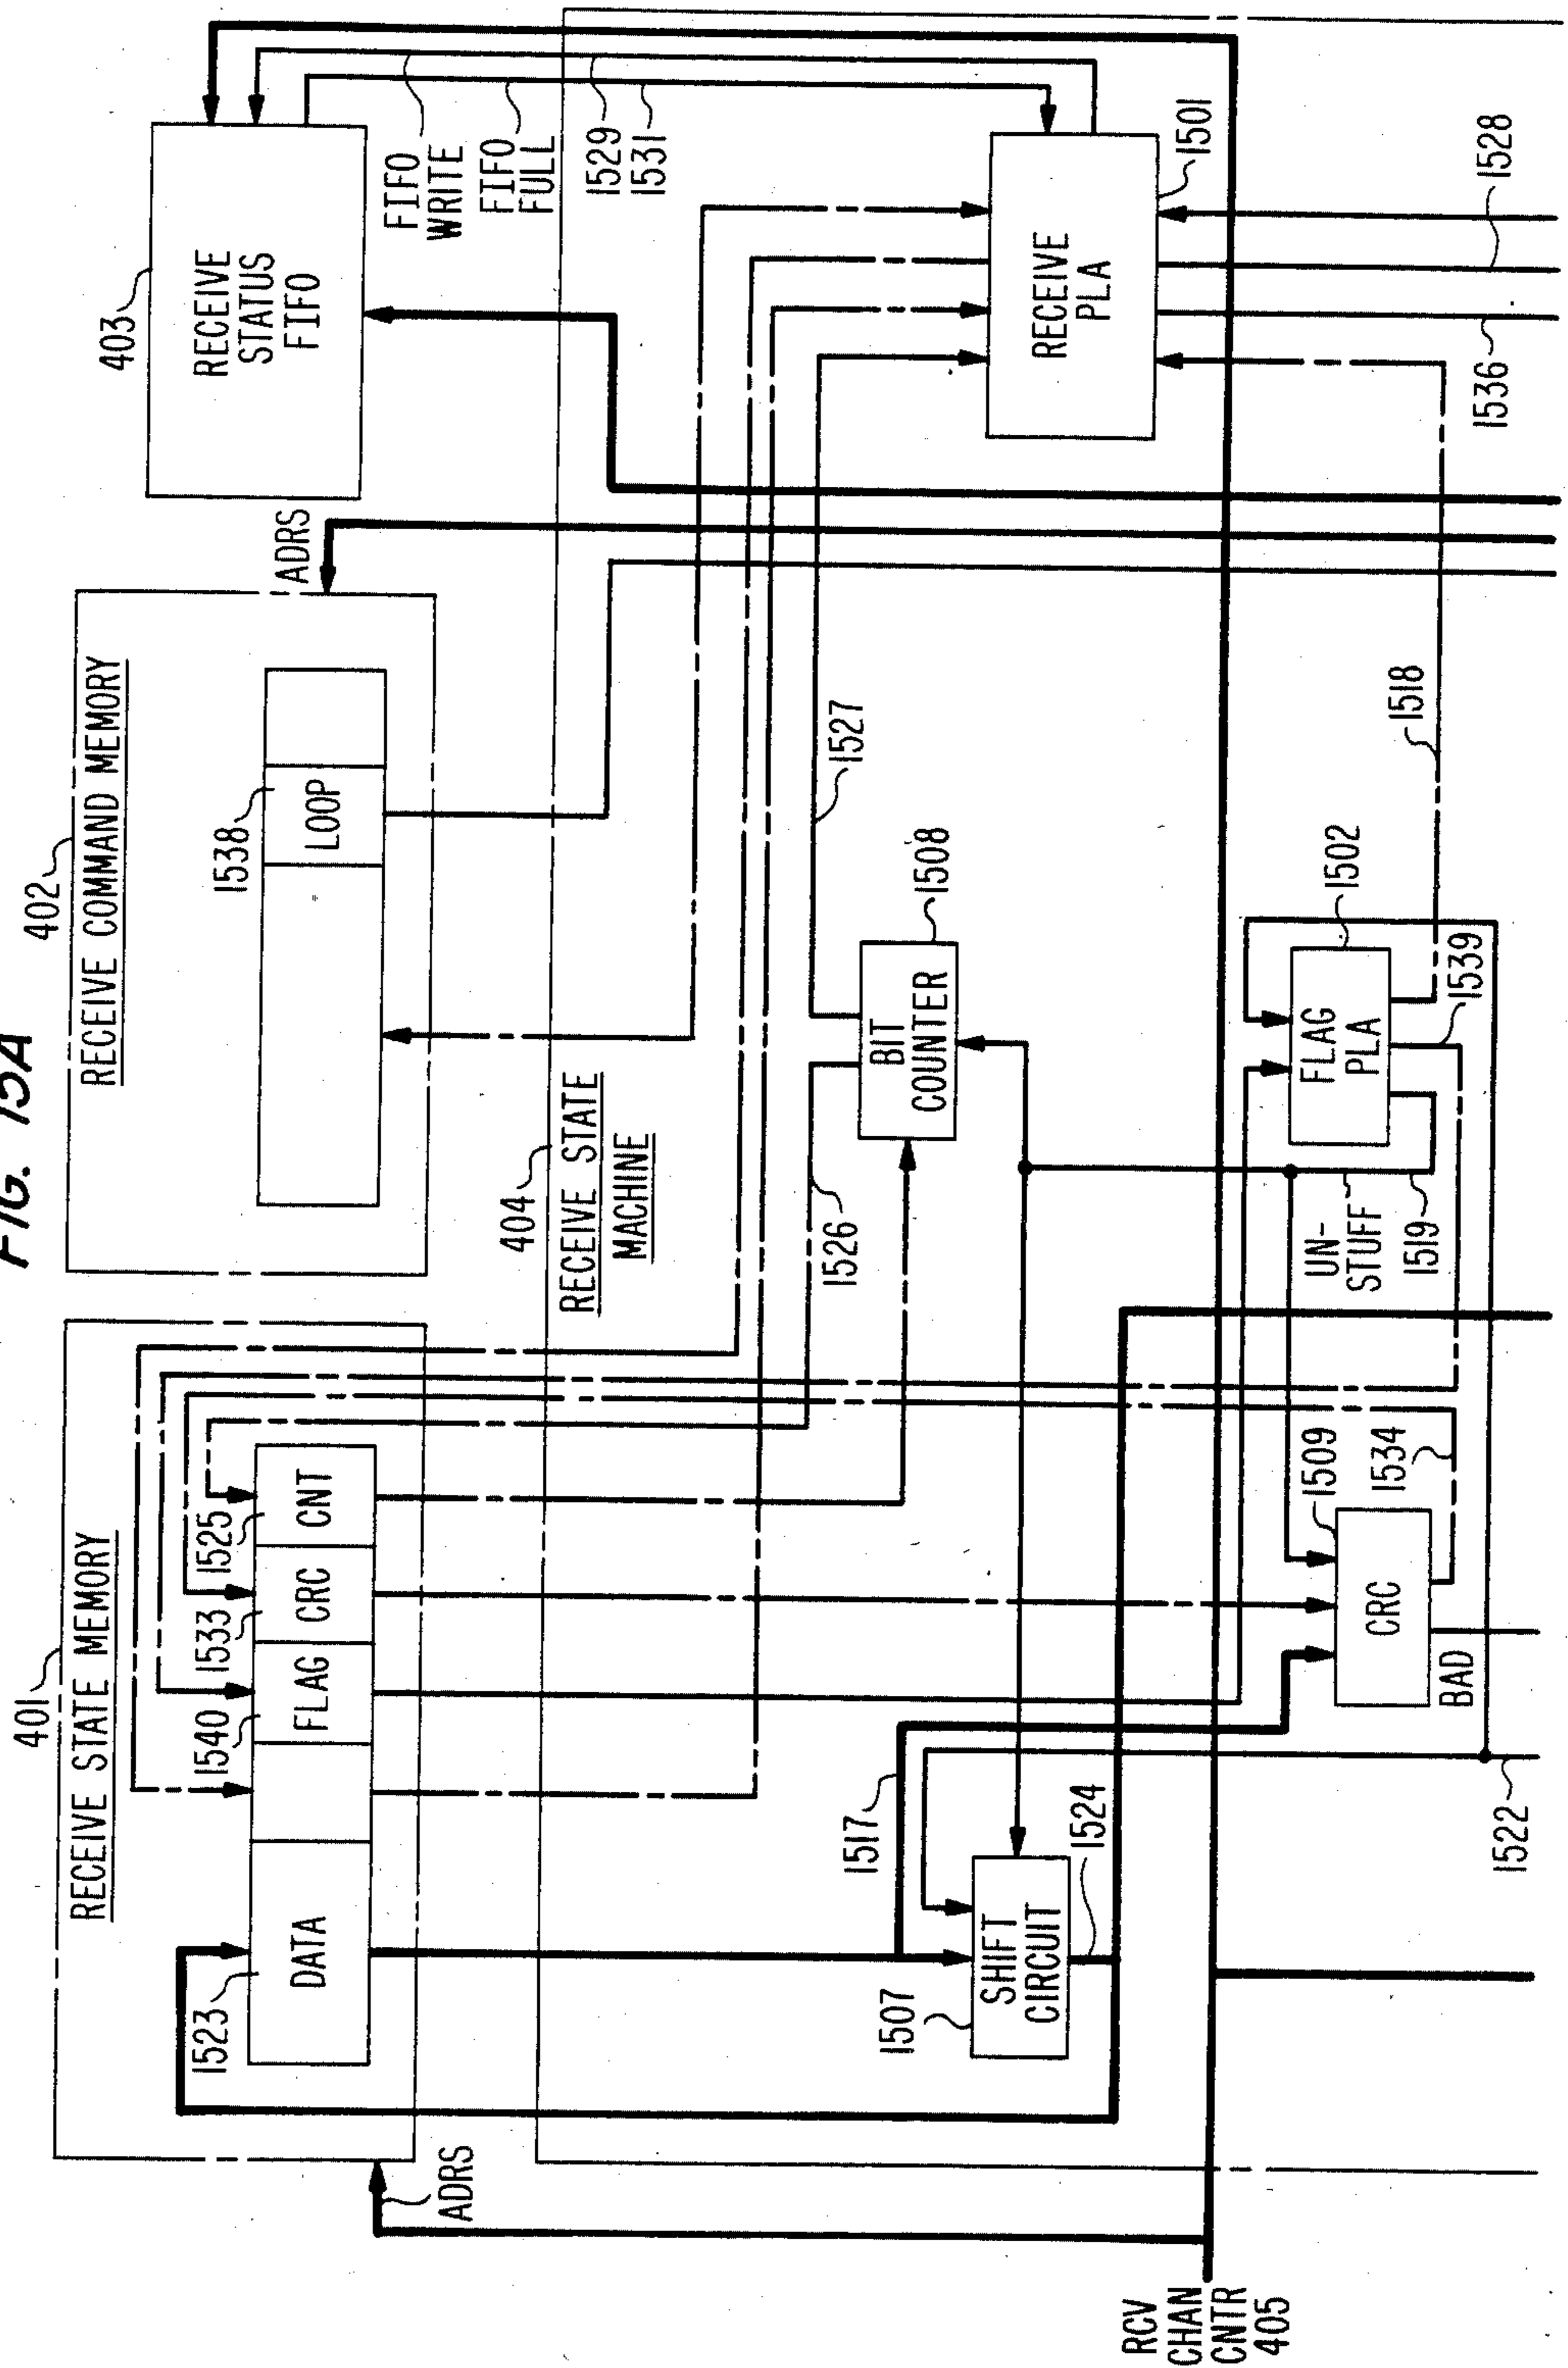 FIG. 15A
401
RECEIVE STATE MEMORY
402
RECEIVE COMMAND MEMORY
403
RECEIVE
STATUS
FIFO
1523
DATA
1540
FLAG
1533
CRC
1525
CNT
1538
LOOP
ADRS
ADRS
FIFO
WRITE
FIFO
FULL
1529
1531
404
RECEIVE STATE
MACHINE
1526
1527
BIT
COUNTER
1508
RECEIVE
PLA
1501
1517
1507
SHIFT
CIRCUIT
1524
RCV
CHAN
CNTR
405
1509
CRC
BAD
1534
UN-
STUFF
1519
FLAG
PLA
1502
1539
1518
1522
1536
1528